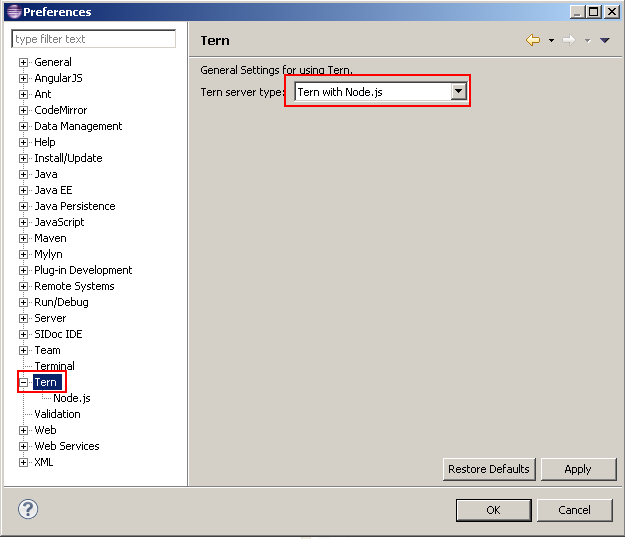 Preferences
type filter text
General
AngularJS
Ant
CodeMirror
Data Management
Help
Install/Update
Java
Java EE
Java Persistence
JavaScript
Maven
Mylyn
Plug-in Development
Remote Systems
Run/Debug
Server
SIDoc IDE
Team
Terminal
Tern
Node.js
Validation
Web
Web Services
XML
Tern
General Settings for using Tern.
Tern server type: Tern with Node.js
Restore Defaults Apply
? OK Cancel